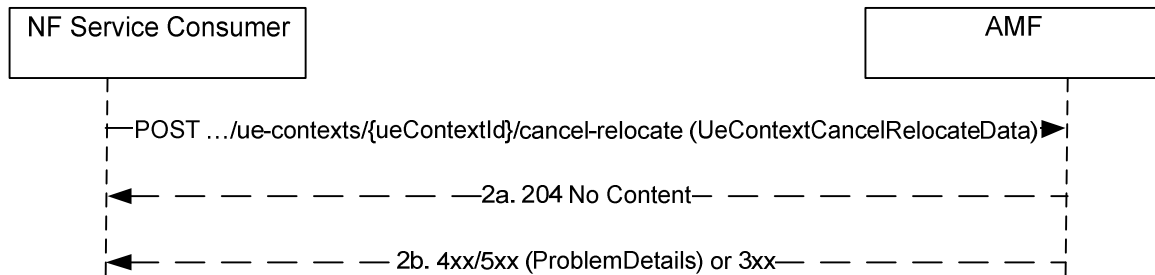 NF Service Consumer
AMF
POST .../ue-contexts/{ueContextId}/cancel-relocate (UeContextCancelRelocateData)
2a. 204 No Content
2b. 4xx/5xx (ProblemDetails) or 3xx